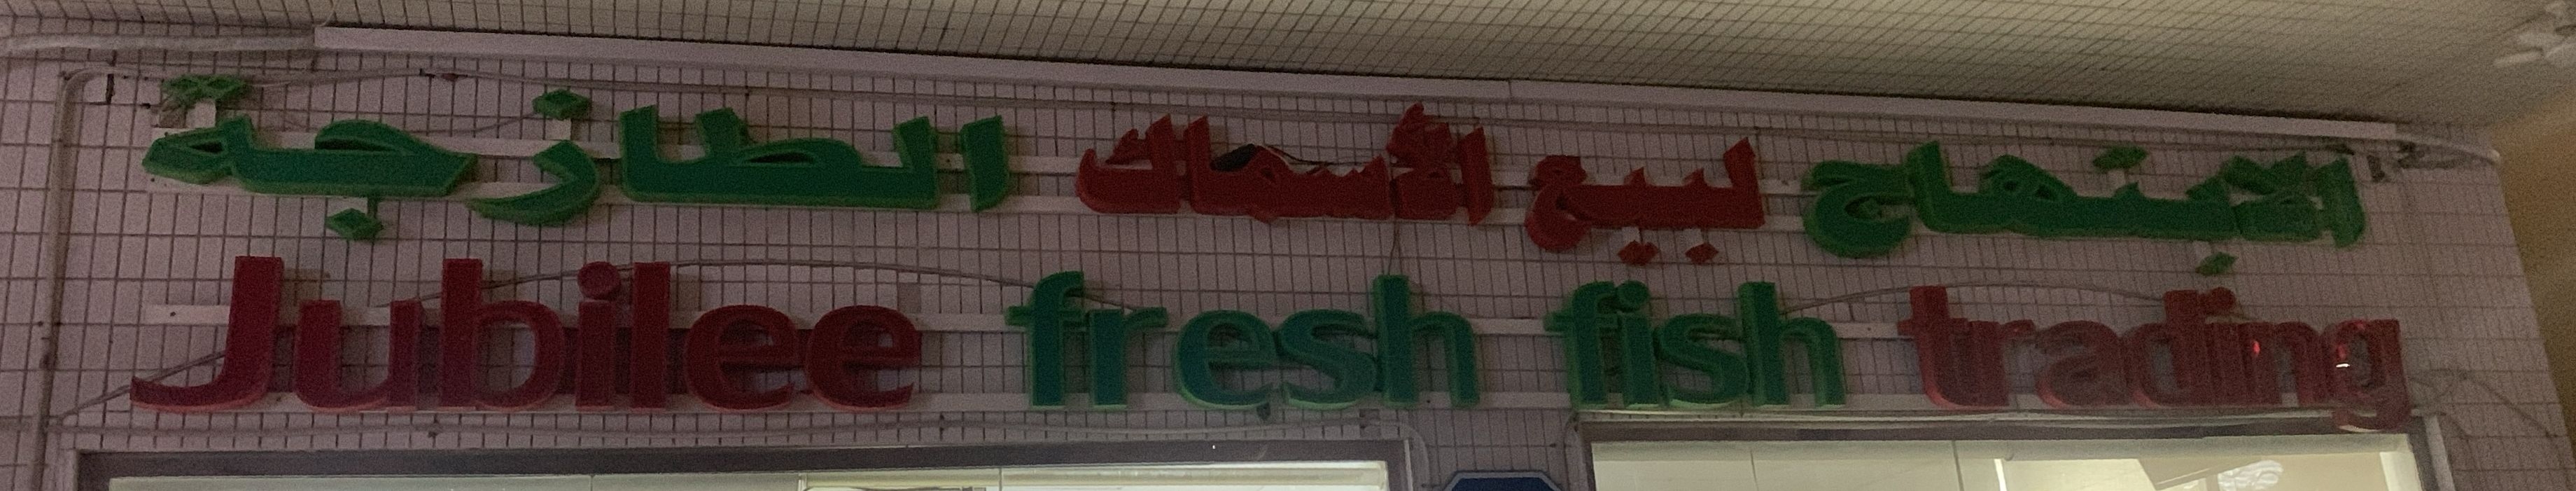 الابتهاج لبيع الأسماك الطازجة
Jubilee fresh fish trading